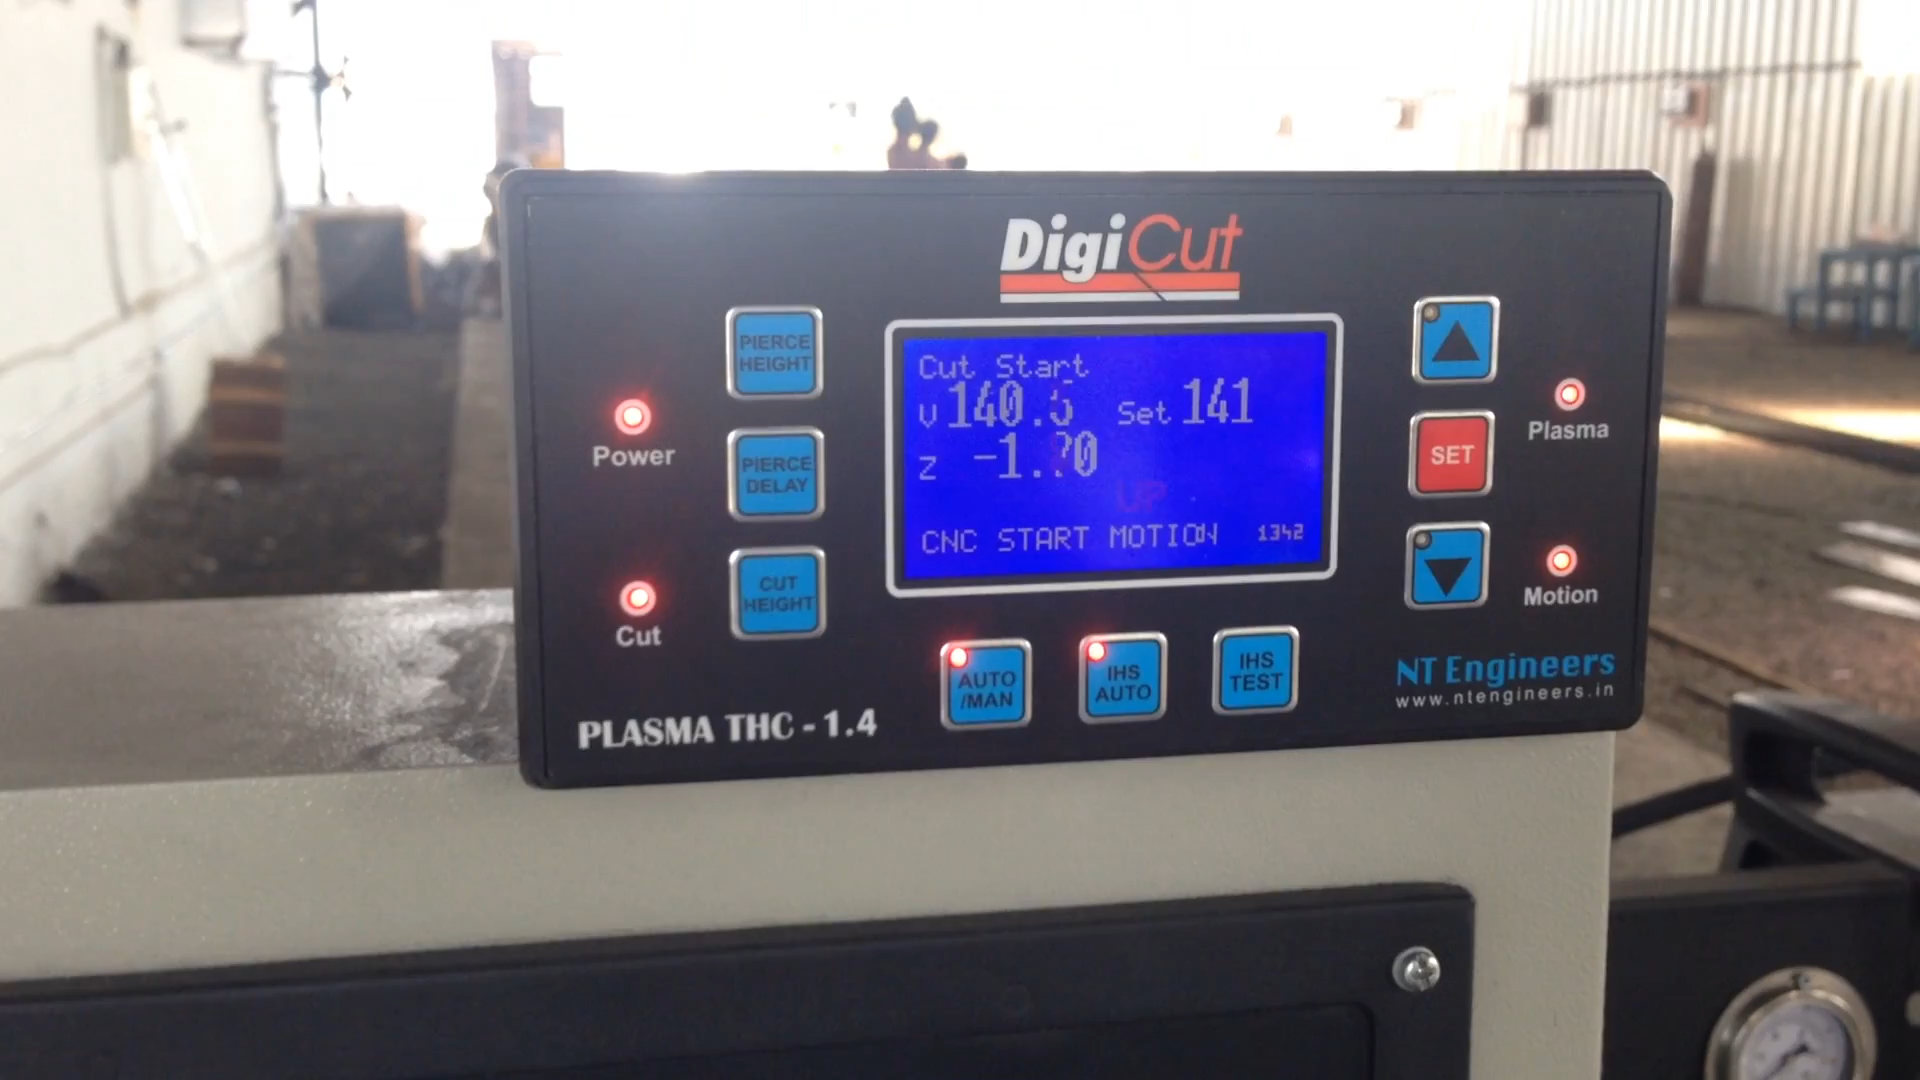 DigiCut
PIERCE
HEIGHT
PIERCE
DELAY
CUT
HEIGHT
Power
Cut
Cut Start
V 140.5 Set 141
Z
UP
CNC START MOTION 1342
SET
Plasma
Motion
AUTO
/MAN
IHS
AUTO
IHS
TEST
NT Engineers
www.ntengineers.in
PLASMA THC - 1.4